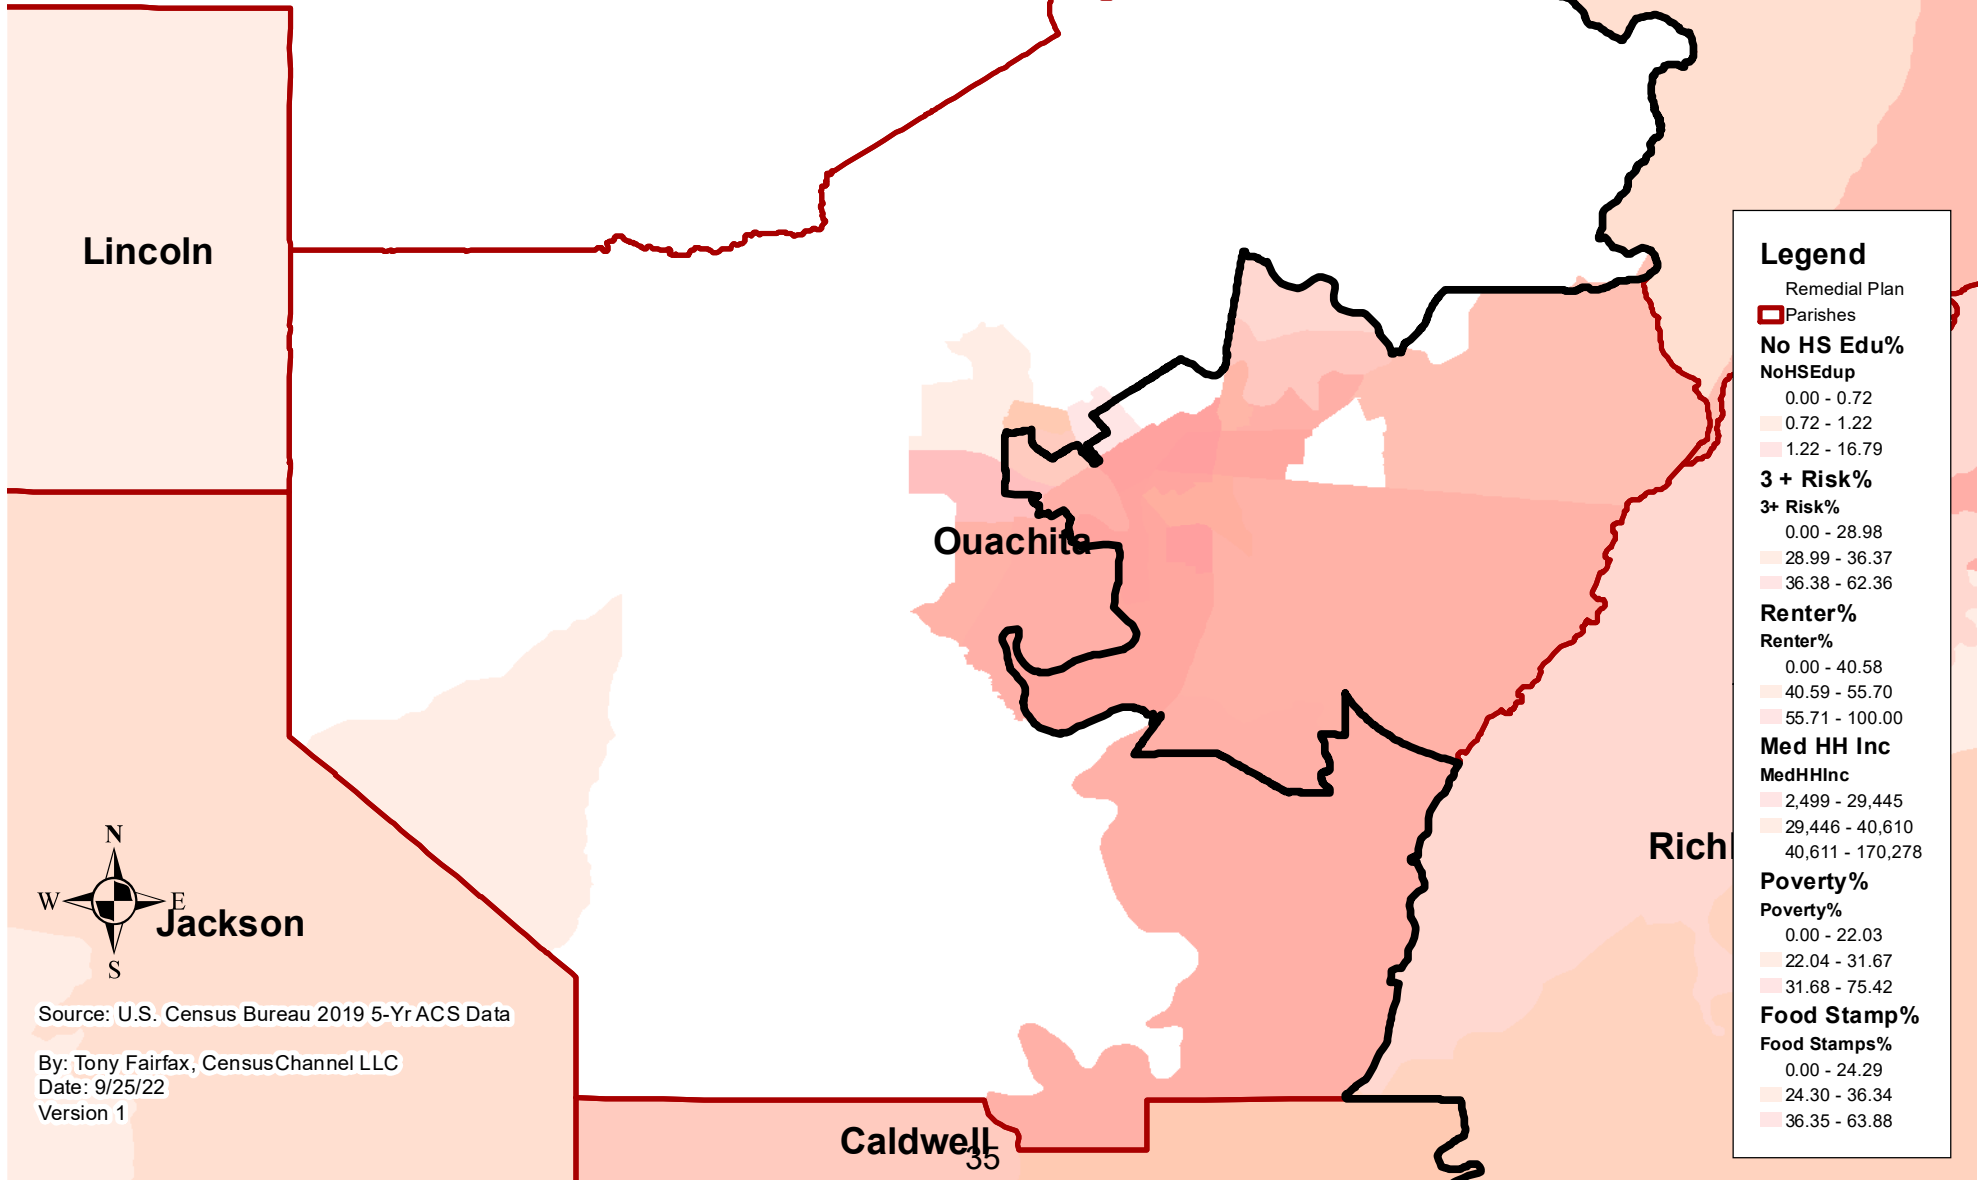 Lincoln
Ouachita
Richl
N
W
E
S
Jackson
Source: U.S. Census Bureau 2019 5-Yr ACS Data
By: Tony Fairfax, CensusChannel LLC
Date: 9/25/22
Version 1
Caldwell
35
Legend
Remedial Plan
Parishes
No HS Edu%
NoHSEdup
0.00 - 0.72
0.72 - 1.22
1.22 - 16.79
3 + Risk%
3+ Risk%
0.00 - 28.98
28.99 - 36.37
36.38 - 62.36
Renter%
Renter%
0.00 - 40.58
40.59 - 55.70
55.71 - 100.00
Med HH Inc
MedHHInc
2,499 - 29,445
29,446 - 40,610
40,611 - 170,278
Poverty%
Poverty%
0.00 - 22.03
22.04 - 31.67
31.68 - 75.42
Food Stamp%
Food Stamps%
0.00 - 24.29
24.30 - 36.34
36.35 - 63.88